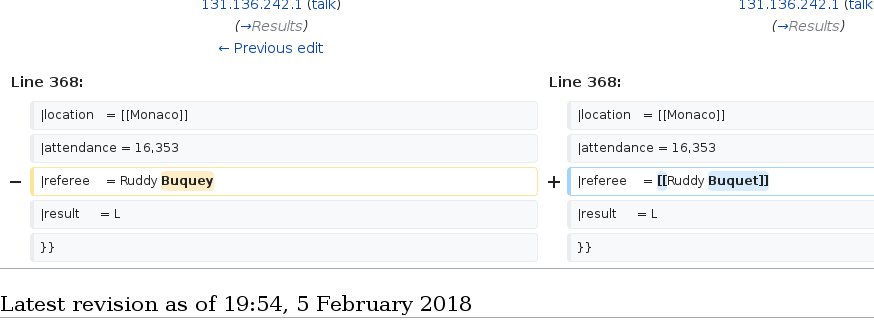 131.136.242.1 (talk) 131.136.242.1 (talk
(→Results) (→Results)
← Previous edit
Line 368: Line 368:
|location = [[Monaco]] |location = [[Monaco]]
|attendance = 16,353 |attendance = 16,353
− |referee = Ruddy Buquey + |referee = [[Ruddy Buquet]]
|result = L |result = L
}} }}
Latest revision as of 19:54, 5 February 2018